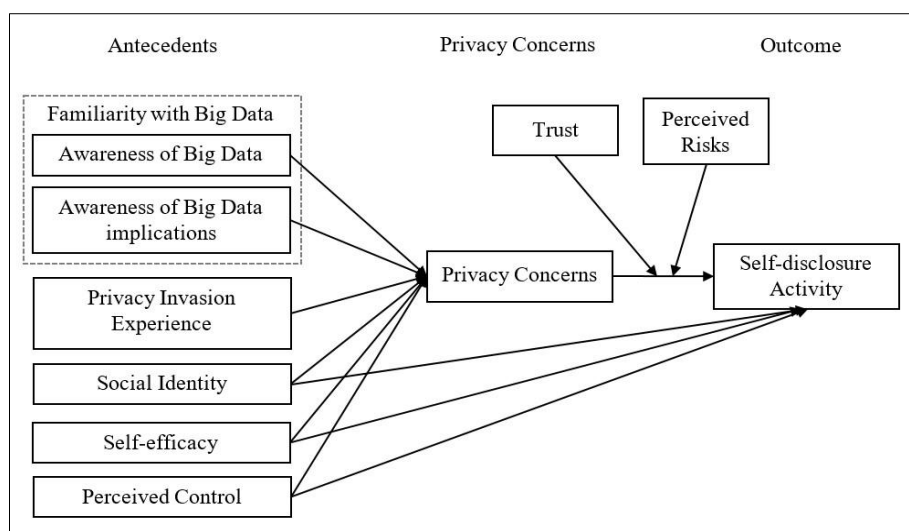 Antecedents
Privacy Concerns
Outcome
Familiarity with Big Data
Awareness of Big Data
Awareness of Big Data
implications
Privacy Invasion
Experience
Social Identity
Self-efficacy
Perceived Control
Trust
Perceived
Risks
Privacy Concerns
Self-disclosure
Activity